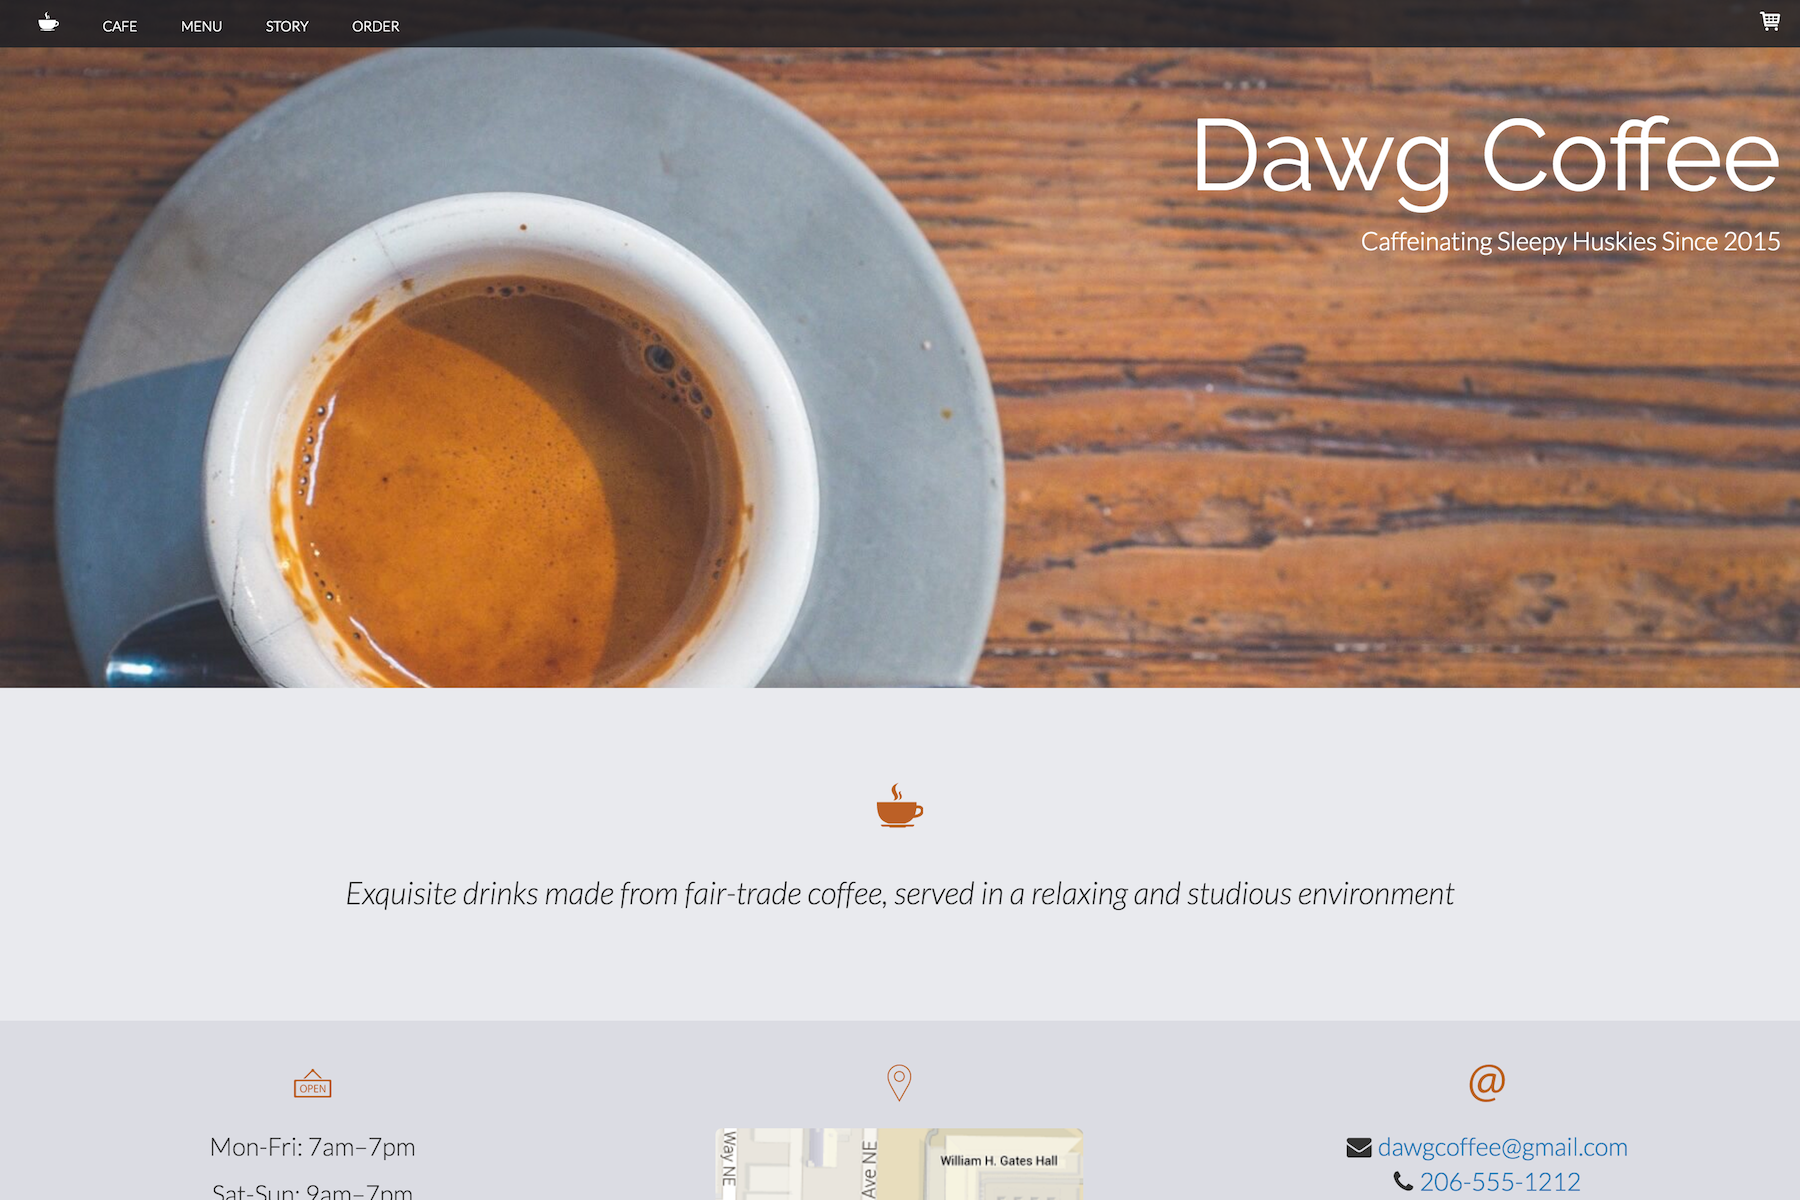 CAFE MENU STORY ORDER
Dawg Coffee
Caffeinating Sleepy Huskies Since 2015
Exquisite drinks made from fair-trade coffee, served in a relaxing and studious environment
OPEN
@
Mon-Fri: 7am–7pm
Sat-Sun: 9am–7pm
Way NE
Ave NE
William H. Gates Hall
dawgcoffee@gmail.com
206-555-1212